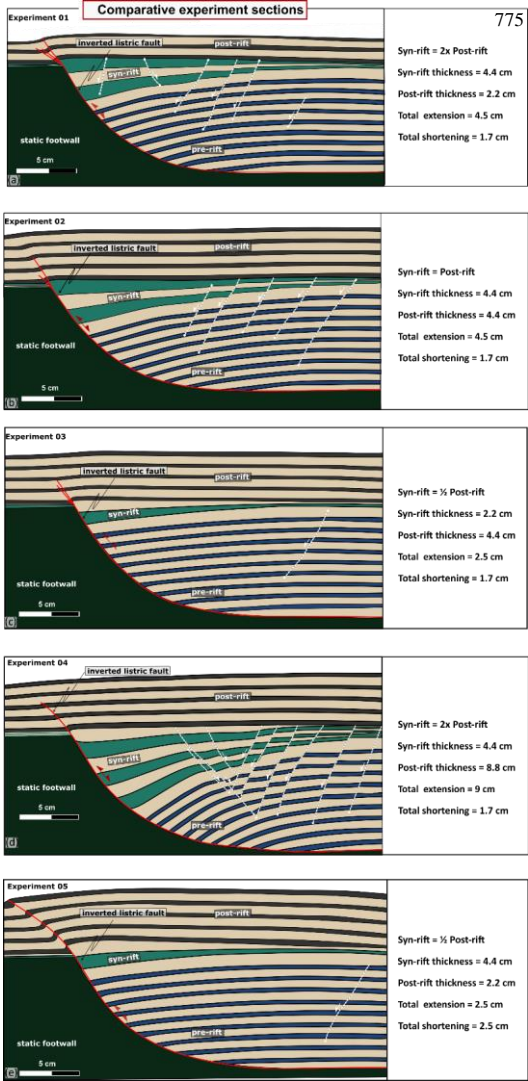 Comparative experiment sections
775
Experiment 01
inverted listric fault
post-rift
syn-rift
static footwall
pre-rift
5 cm
a
Syn-rift = 2x Post-rift
Syn-rift thickness = 4.4 cm
Post-rift thickness = 2.2 cm
Total extension = 4.5 cm
Total shortening = 1.7 cm
Experiment 02
inverted listric fault
post-rift
syn-rift
static footwall
pre-rift
5 cm
b
Syn-rift = Post-rift
Syn-rift thickness = 4.4 cm
Post-rift thickness = 4.4 cm
Total extension = 4.5 cm
Total shortening = 1.7 cm
Experiment 03
inverted listric fault
post-rift
syn-rift
static footwall
pre-rift
5 cm
c
Syn-rift = ½ Post-rift
Syn-rift thickness = 2.2 cm
Post-rift thickness = 4.4 cm
Total extension = 2.5 cm
Total shortening = 1.7 cm
Experiment 04
inverted listric fault
post-rift
syn-rift
static footwall
5 cm
pre-rift
d
Syn-rift = 2x Post-rift
Syn-rift thickness = 4.4 cm
Post-rift thickness = 8.8 cm
Total extension = 9 cm
Total shortening = 1.7 cm
Experiment 05
inverted listric fault
post-rift
syn-rift
pre-rift
static footwall
5 cm
e
Syn-rift = ½ Post-rift
Syn-rift thickness = 4.4 cm
Post-rift thickness = 2.2 cm
Total extension = 2.5 cm
Total shortening = 2.5 cm